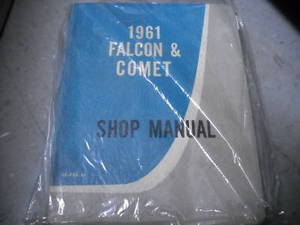 1961
FALCON &
COMET
SHOP MANUAL